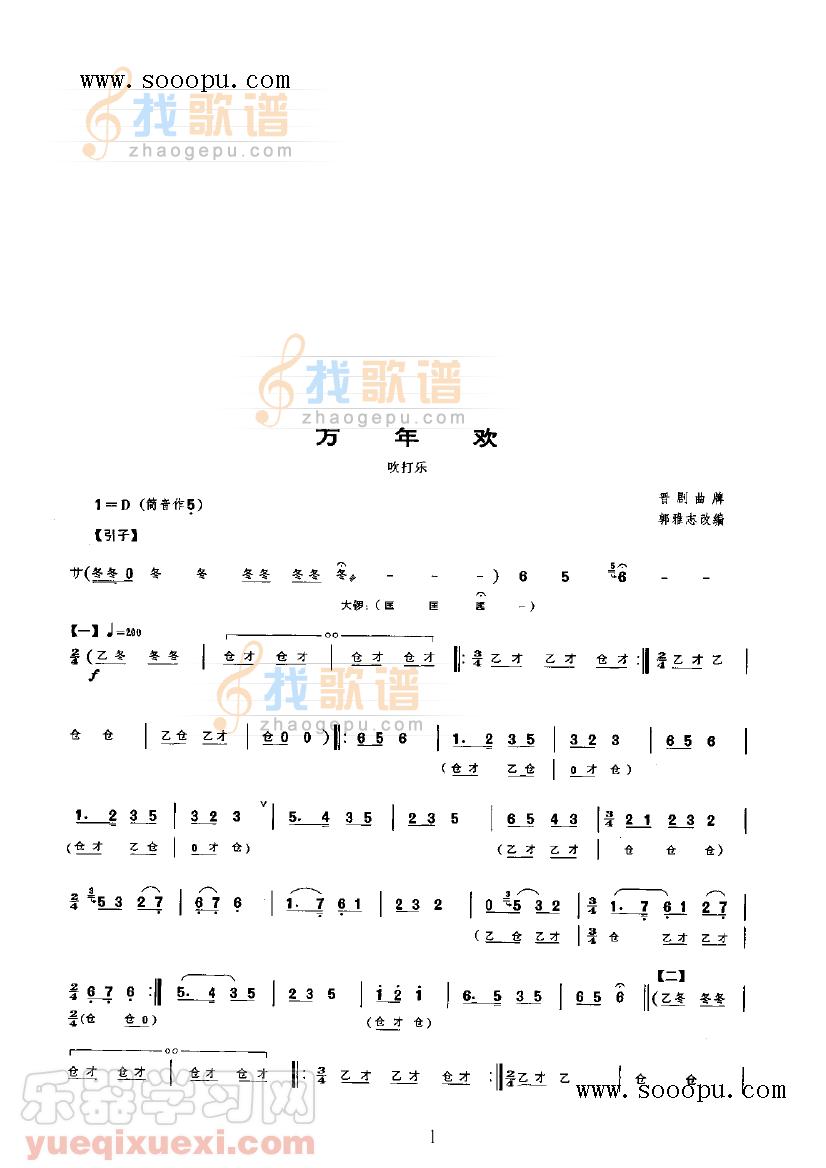 www.sooopu.com
找歌谱
zhaogepu.com
找歌谱
zhaogepu.com
万 年 欢
吹打乐
1=D（筒音作5） 晋剧曲牌
郭雅志改编
【引子】
サ(冬冬 0 冬 冬 冬冬 冬冬 冬 - - -) 6 5 5 6 - -
大锣:(匡 匡 匡 -)
【一】♩=200
2/4 (乙冬 冬冬 | 仓才 仓才 | 仓才 仓才 ‖: 3/4 乙才 乙才 仓才 :‖ 2/4 乙才乙
f
找歌谱
zhaogepu.com
仓 仓 | 乙仓 乙才 | 仓0 0 )‖: 6 5 6 | 1. 2 3 5 | 3 2 3 | 6 5 6 |
(仓才 乙仓 | 0才 仓)
1. 2 3 5 | 3 2 3 ∨ | 5. 4 3 5 | 2 3 5 | 6 5 4 3 | 3/4 2 1 2 3 2 |
(仓才 乙仓 | 0才 仓) (乙才 乙才 | 仓 仓 仓)
2/4 3 5 3 2 7 | 6 7 6 | 1. 7 6 1 | 2 3 2 | 0 3 5 3 2 | 3/4 1. 7 6 1 2 7 |
(乙 仓 乙才 | 3/4 仓 乙才 乙才
2/4 6 7 6 :‖ 5. 4 3 5 | 2 3 5 | 1 2 1 | 6. 5 3 5 | 6 5 6 ‖ 【二】 (乙冬 冬冬 |
2/4 (仓 仓0) (仓才 仓)
仓才 仓才 | 仓才 仓才 ‖: 3/4 乙才 乙才 仓才 :‖ 2/4 乙才 乙 | 仓 仓 |
www.sooopu.com
乐器学习网
yueqixuexi.com
1